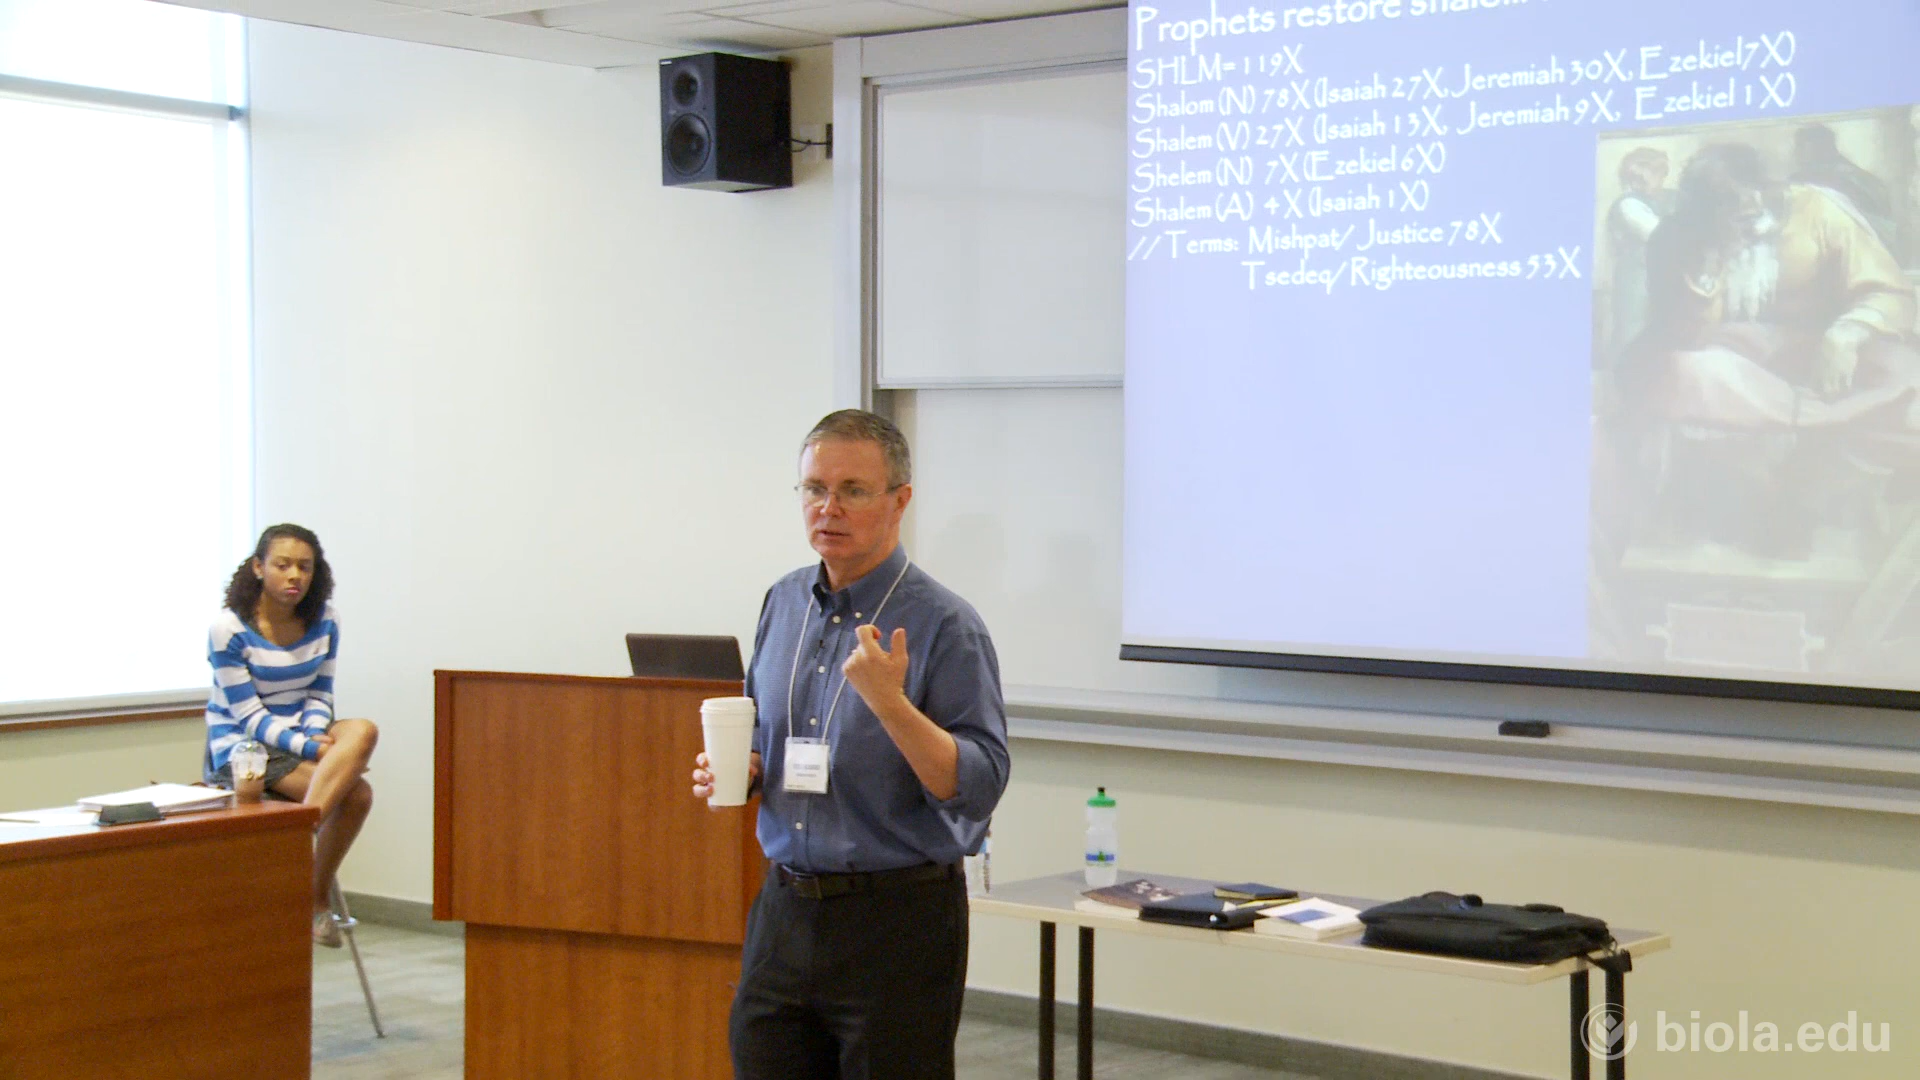 Prophets restore
SHLM= 119X
Shalom (N) 78X (Isaiah 27X, Jeremiah 30X, Ezekiel 7X)
Shalem (V) 27X (Isaiah 13X, Jeremiah 9X, Ezekiel 1X)
Shelem (N) 7X (Ezekiel 6X)
Shalem (A) 4X (Isaiah 1X)
// Terms: Mishpat/ Justice 78X
Tsedeq/ Righteousness 53X
biola.edu